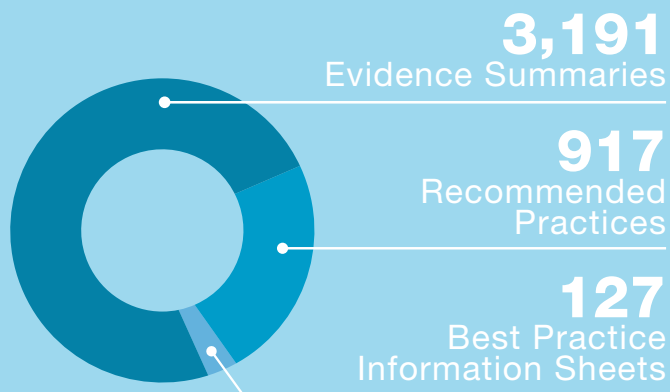 3,191
Evidence Summaries
917
Recommended
Practices
127
Best Practice
Information Sheets